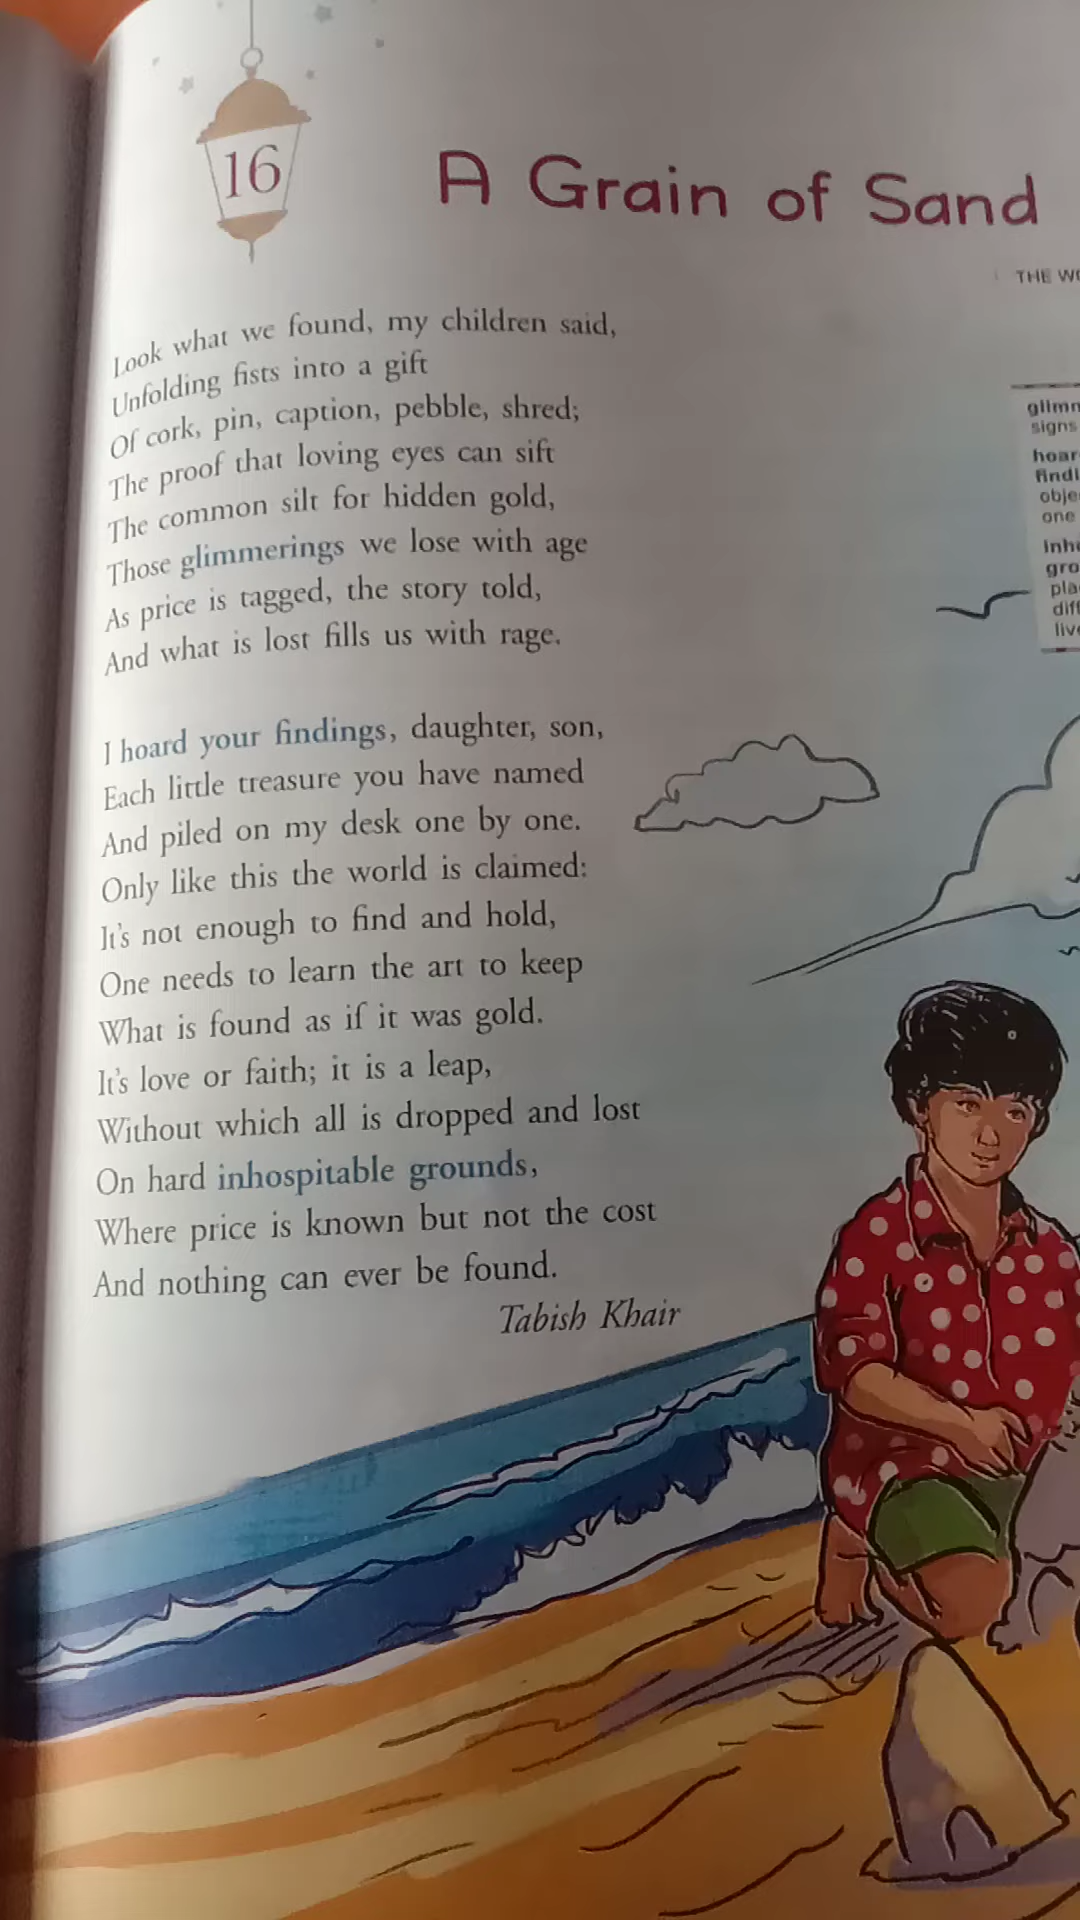 16
A Grain of Sand
THE
Look what we found, my children said,
Unfolding fists into a gift
Of cork, pin, caption, pebble, shred;
The proof that loving eyes can sift
The common silt for hidden gold,
Those glimmerings we lose with age
As price is tagged, the story told,
And what is lost fills us with rage.
I hoard your findings, daughter, son,
Each little treasure you have named
And piled on my desk one by one.
Only like this the world is claimed:
It's not enough to find and hold,
One needs to learn the art to keep
What is found as if it was gold.
It's love or faith; it is a leap,
Without which all is dropped and lost
On hard inhospitable grounds,
Where price is known but not the cost
And nothing can ever be found.
Tabish Khair
signs
one